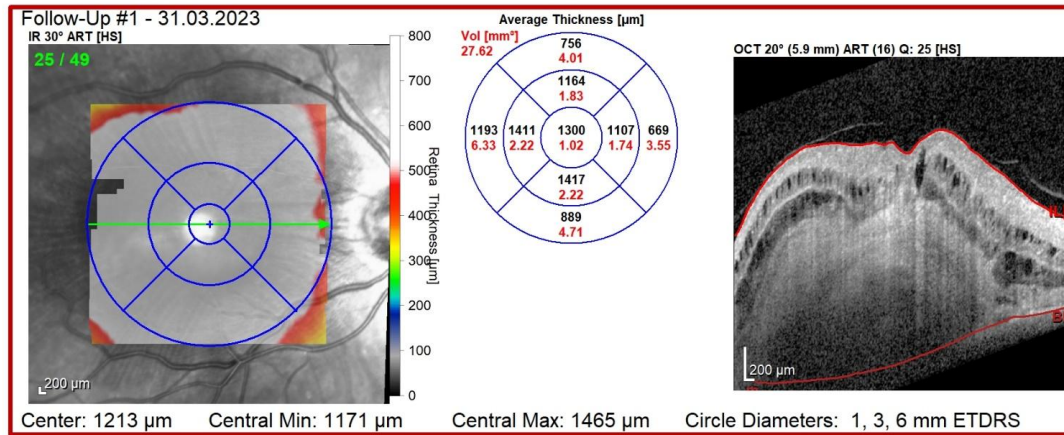 Follow-Up #1 - 31.03.2023
IR 30° ART [HS]
25 / 49
200 µm
800
700
600
500
400
300
200
100
0
Retina Thickness [µm]
Average Thickness [µm]
Vol [mm³]
27.62
756
4.01
1164
1.83
1193 1411 1300 1107 669
6.33 2.22 1.02 1.74 3.55
1417
2.22
889
4.71
OCT 20° (5.9 mm) ART (16) Q: 25 [HS]
200 µm
Center: 1213 µm Central Min: 1171 µm Central Max: 1465 µm Circle Diameters: 1, 3, 6 mm ETDRS